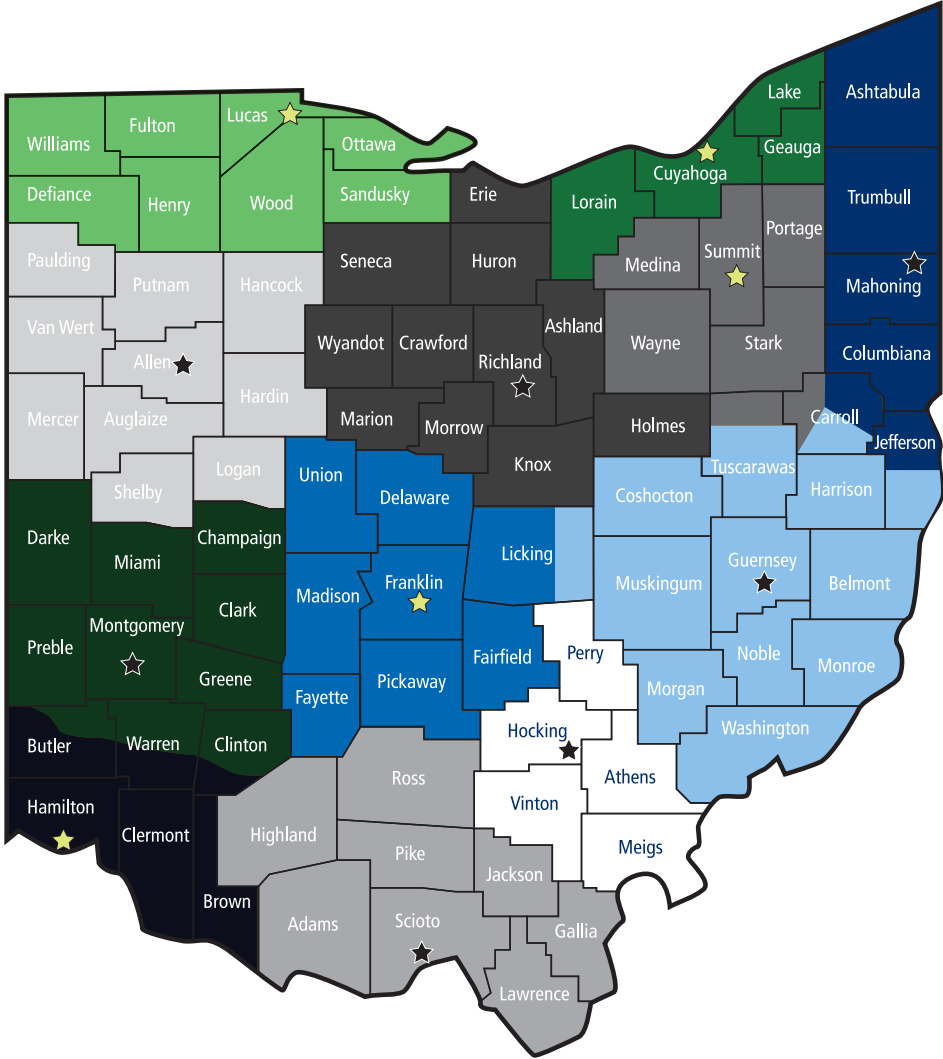 Ashtabula
Lake
Lucas
Fulton
Williams
Ottawa
Geauga
Cuyahoga
Defiance
Sandusky
Erie
Trumbull
Henry
Wood
Lorain
Portage
Summit
Paulding
Seneca
Huron
Medina
Putnam
Hancock
Mahoning
Van Wert
Ashland
Wyandot
Crawford
Wayne
Stark
Columbiana
Allen
Richland
Hardin
Mercer
Auglaize
Marion
Morrow
Holmes
Carroll
Jefferson
Knox
Logan
Union
Tuscarawas
Shelby
Delaware
Coshocton
Harrison
Darke
Champaign
Licking
Miami
Guernsey
Franklin
Muskingum
Belmont
Madison
Clark
Montgomery
Preble
Perry
Noble
Fairfield
Monroe
Greene
Pickaway
Morgan
Fayette
Hocking
Washington
Butler
Warren
Clinton
Ross
Athens
Hamilton
Vinton
Clermont
Highland
Meigs
Pike
Jackson
Brown
Adams
Scioto
Gallia
Lawrence